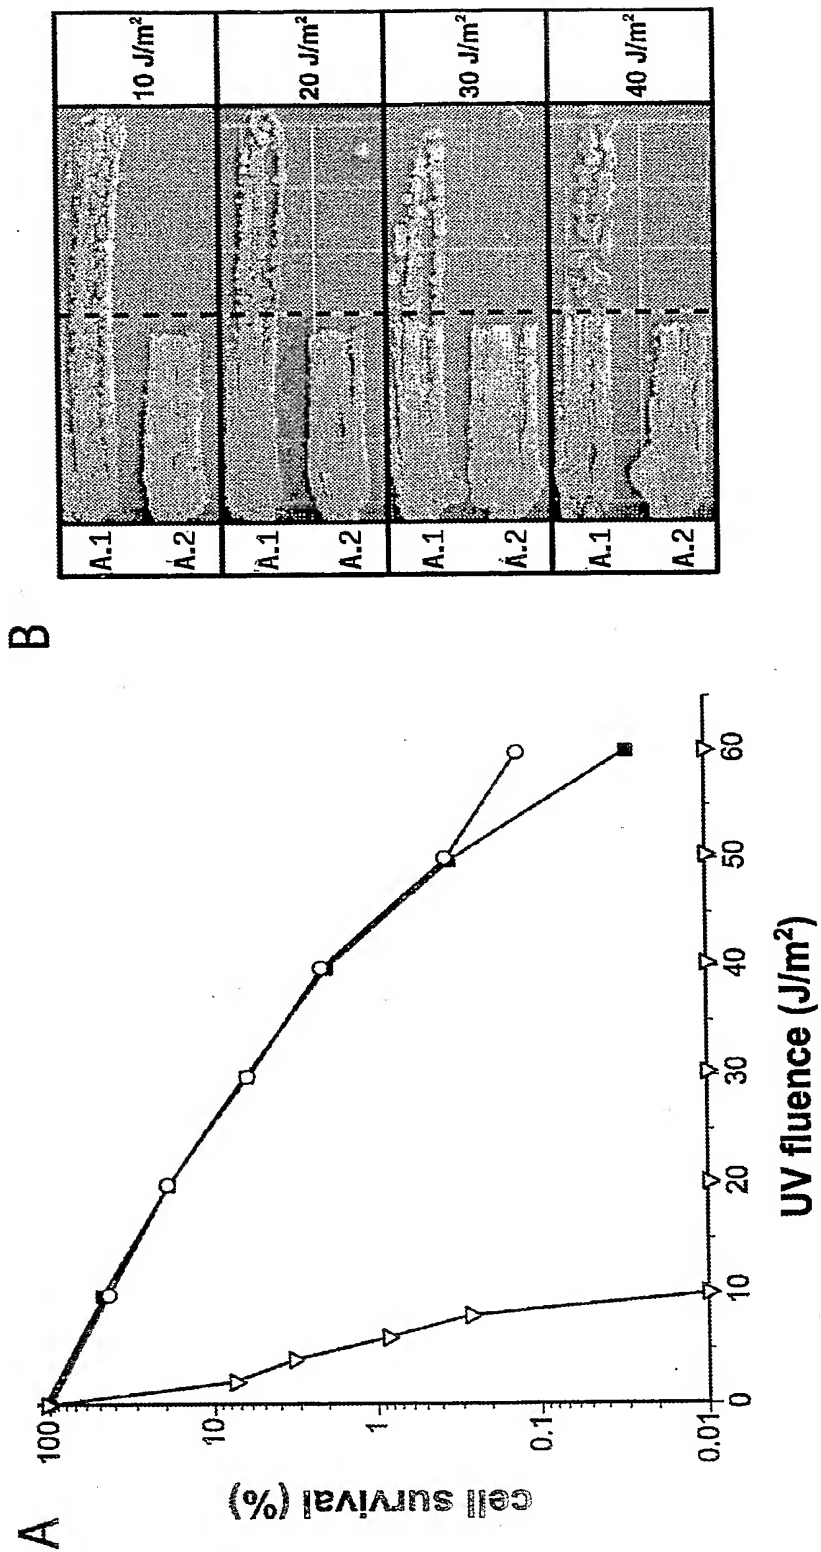 A
100
10
1
0.1
0.01
cell survival (%)
0
10
20
30
40
50
60
UV fluence (J/m²)
B
A.1
A.2
10 J/m²
A.1
A.2
20 J/m²
A.1
A.2
30 J/m²
A.1
A.2
40 J/m²